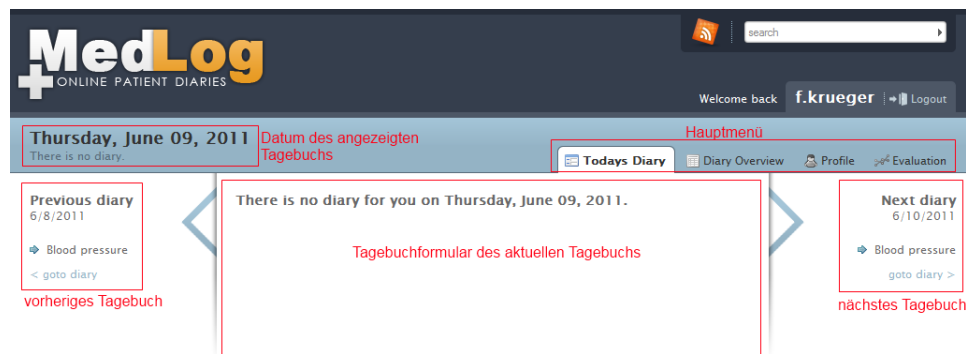 MedLog
ONLINE PATIENT DIARIES
search
Welcome back f.krueger Logout
Thursday, June 09, 2011
There is no diary.
Datum des angezeigten
Tagebuchs
Hauptmenü
Todays Diary Diary Overview Profile Evaluation
Previous diary
6/8/2011
Blood pressure
< goto diary
vorheriges Tagebuch
There is no diary for you on Thursday, June 09, 2011.
Tagebuchformular des aktuellen Tagebuchs
Next diary
6/10/2011
Blood pressure
goto diary >
nächstes Tagebuch